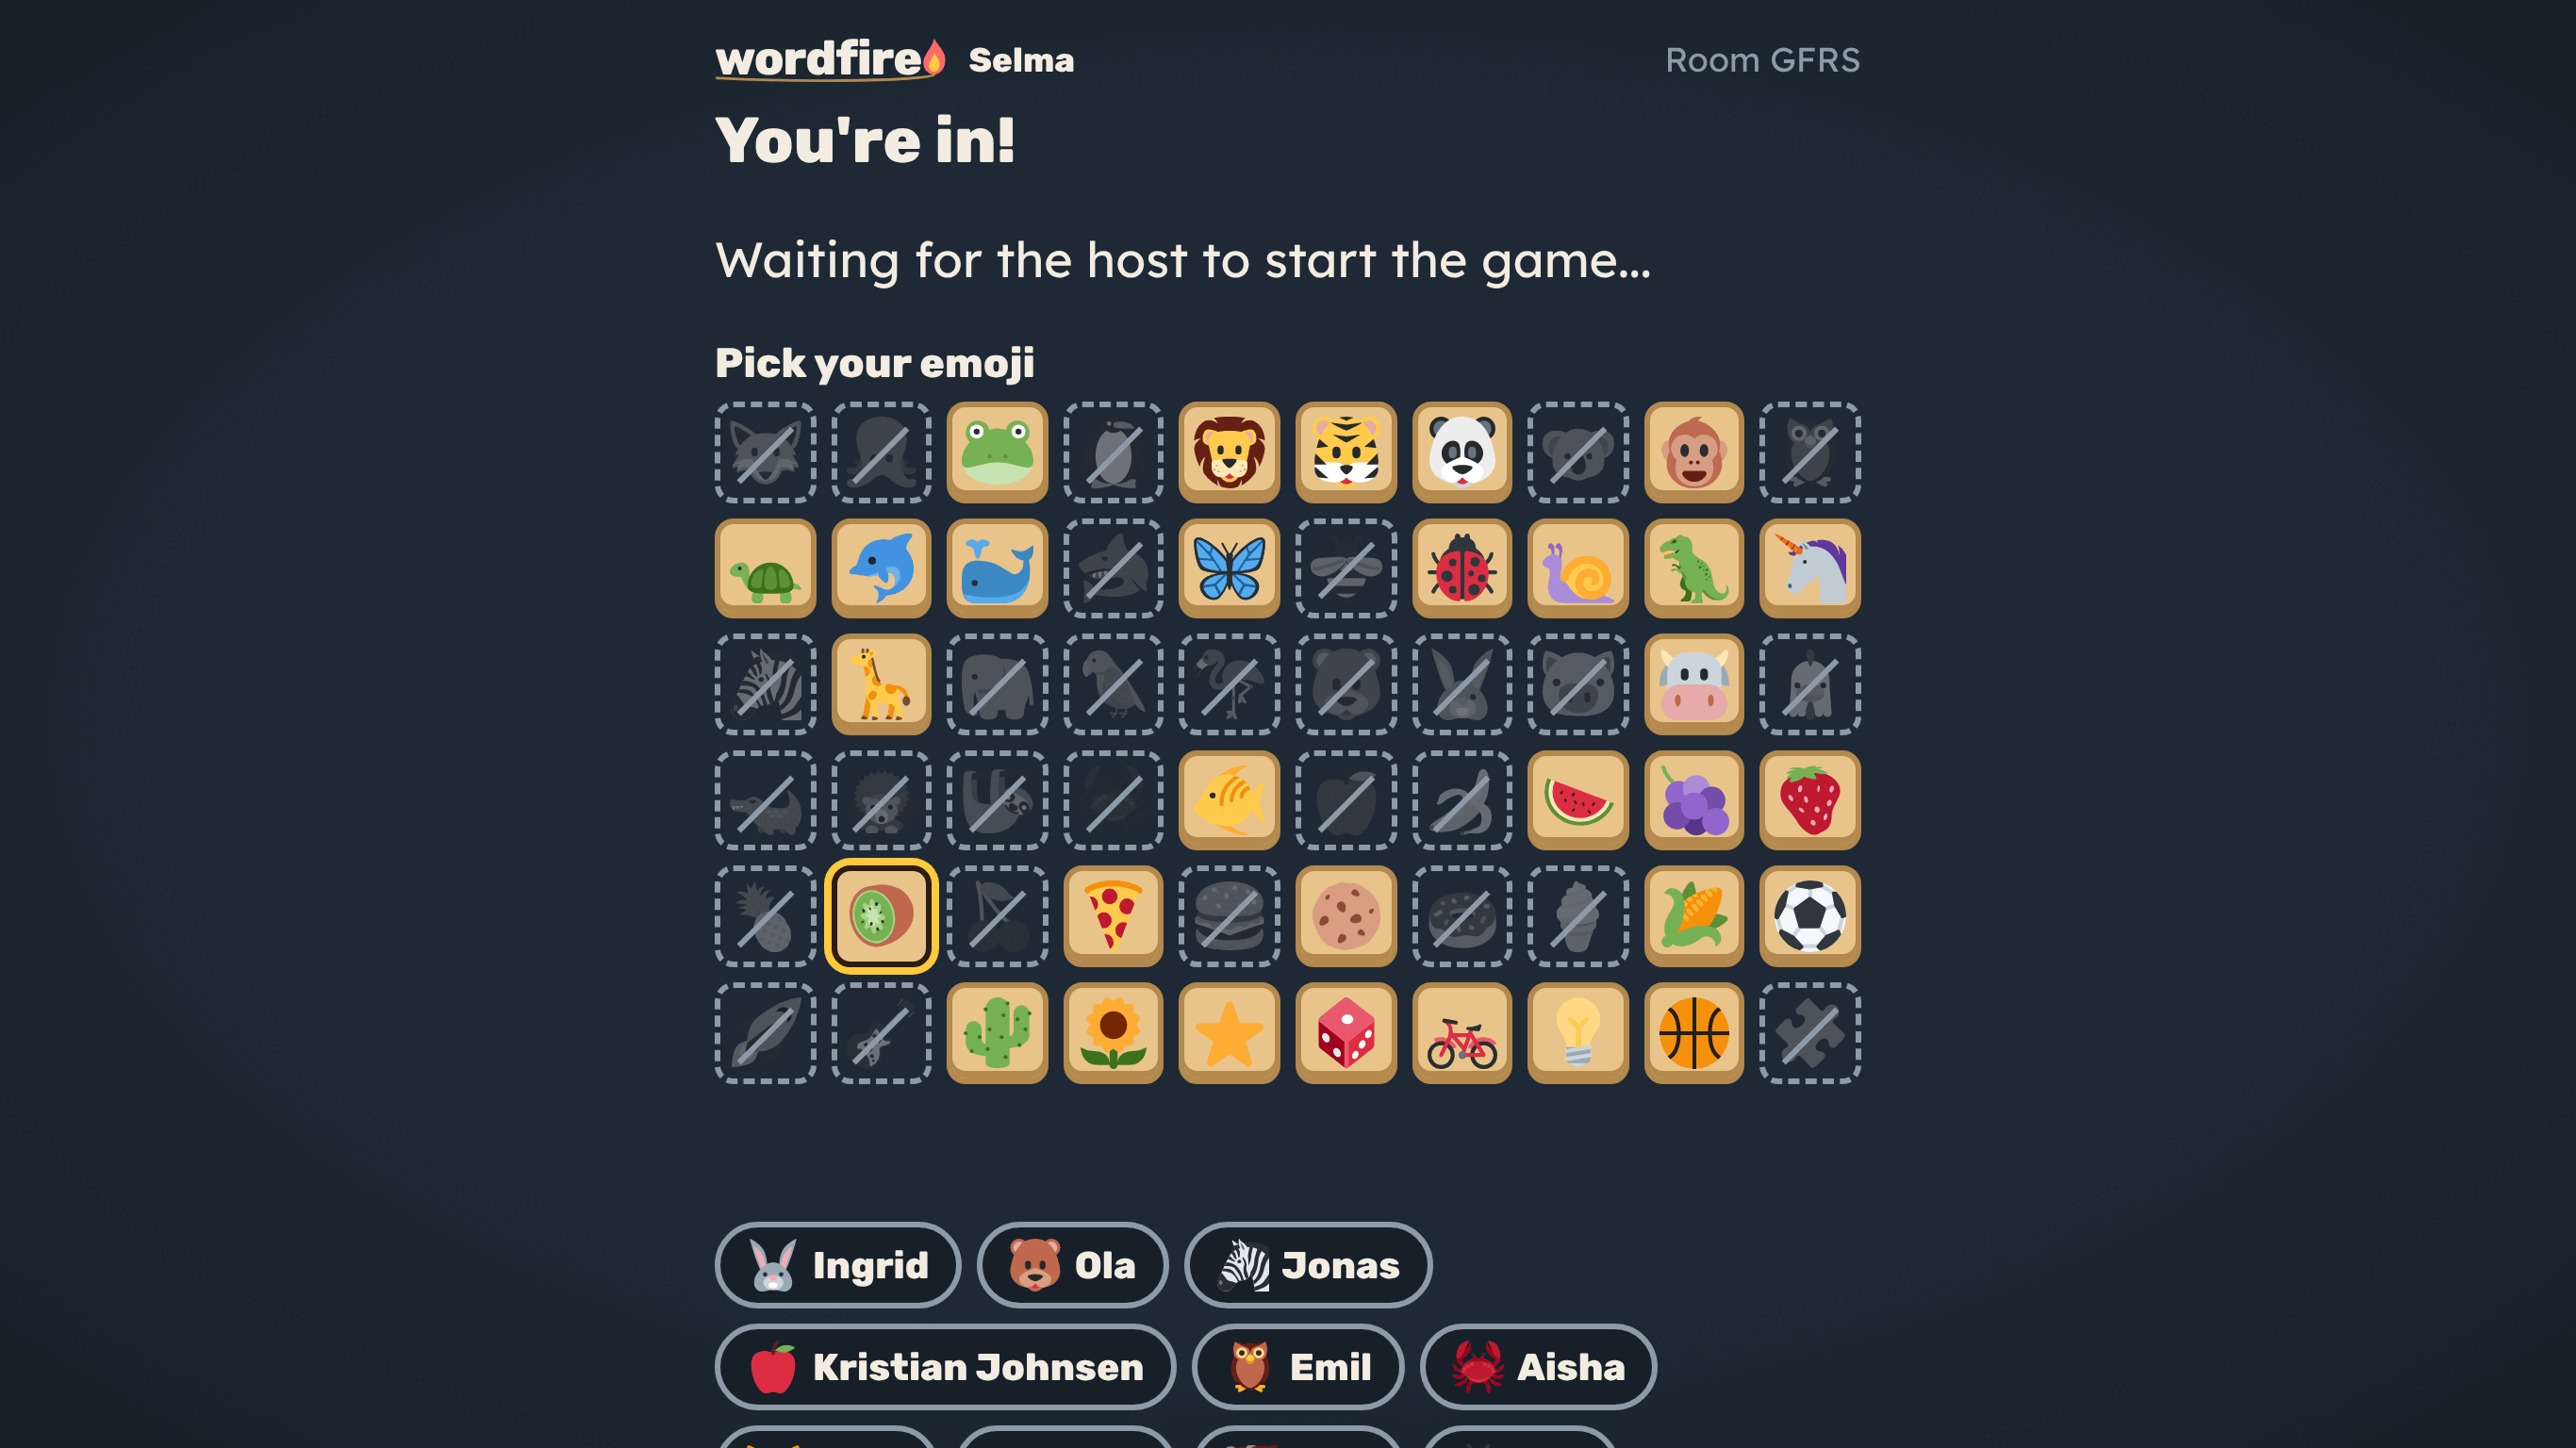 wordfire Selma Room GFRS
You're in!
Waiting for the host to start the game...
Pick your emoji
Ingrid Ola Jonas
Kristian Johnsen Emil Aisha